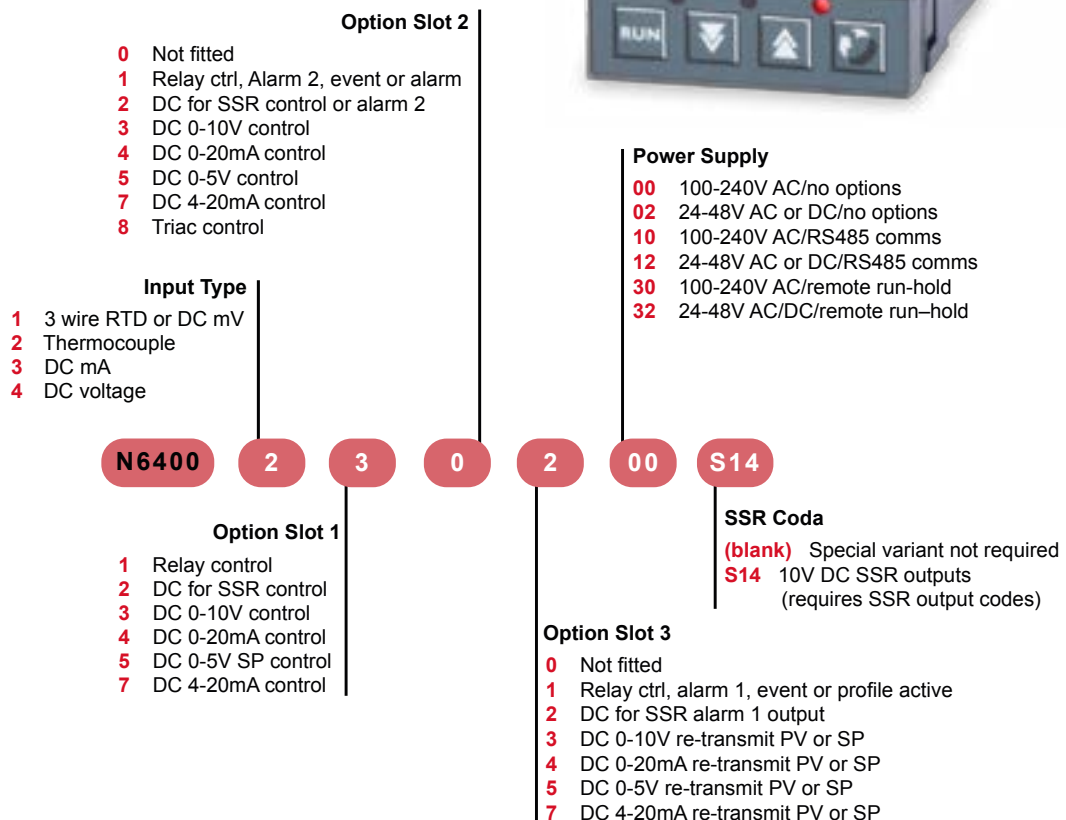 Option Slot 2
0 Not fitted
1 Relay ctrl, Alarm 2, event or alarm
2 DC for SSR control or alarm 2
3 DC 0-10V control
4 DC 0-20mA control
5 DC 0-5V control
7 DC 4-20mA control
8 Triac control
RUN
Power Supply
00 100-240V AC/no options
02 24-48V AC or DC/no options
10 100-240V AC/RS485 comms
12 24-48V AC or DC/RS485 comms
30 100-240V AC/remote run-hold
32 24-48V AC/DC/remote run–hold
Input Type
1 3 wire RTD or DC mV
2 Thermocouple
3 DC mA
4 DC voltage
N6400 2 3 0 2 00 S14
Option Slot 1
1 Relay control
2 DC for SSR control
3 DC 0-10V control
4 DC 0-20mA control
5 DC 0-5V SP control
7 DC 4-20mA control
SSR Coda
(blank) Special variant not required
S14 10V DC SSR outputs
(requires SSR output codes)
Option Slot 3
0 Not fitted
1 Relay ctrl, alarm 1, event or profile active
2 DC for SSR alarm 1 output
3 DC 0-10V re-transmit PV or SP
4 DC 0-20mA re-transmit PV or SP
5 DC 0-5V re-transmit PV or SP
7 DC 4-20mA re-transmit PV or SP